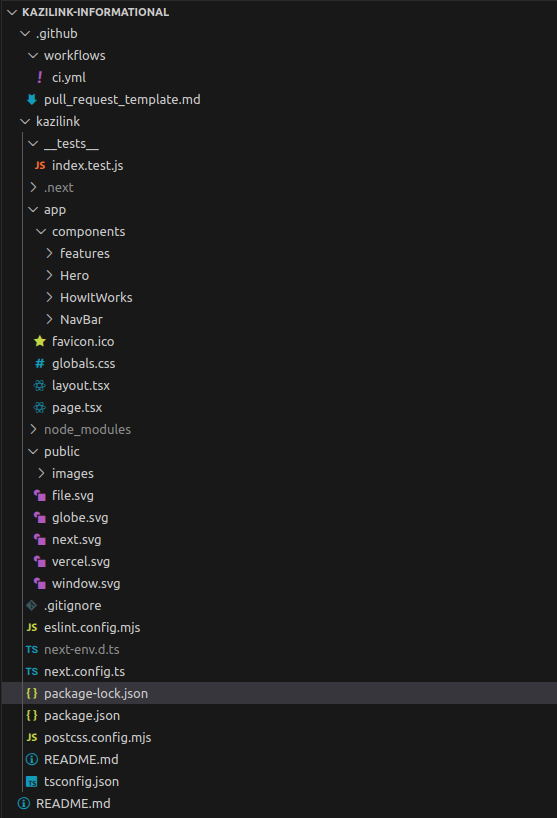 KAZILINK-INFORMATIONAL
.github
workflows
! ci.yml
pull_request_template.md
kazilink
__tests__
JS index.test.js
.next
app
components
features
Hero
HowItWorks
NavBar
favicon.ico
# globals.css
layout.tsx
page.tsx
node_modules
public
images
file.svg
globe.svg
next.svg
vercel.svg
window.svg
.gitignore
JS eslint.config.mjs
TS next-env.d.ts
TS next.config.ts
{} package-lock.json
{} package.json
JS postcss.config.mjs
README.md
TS tsconfig.json
README.md